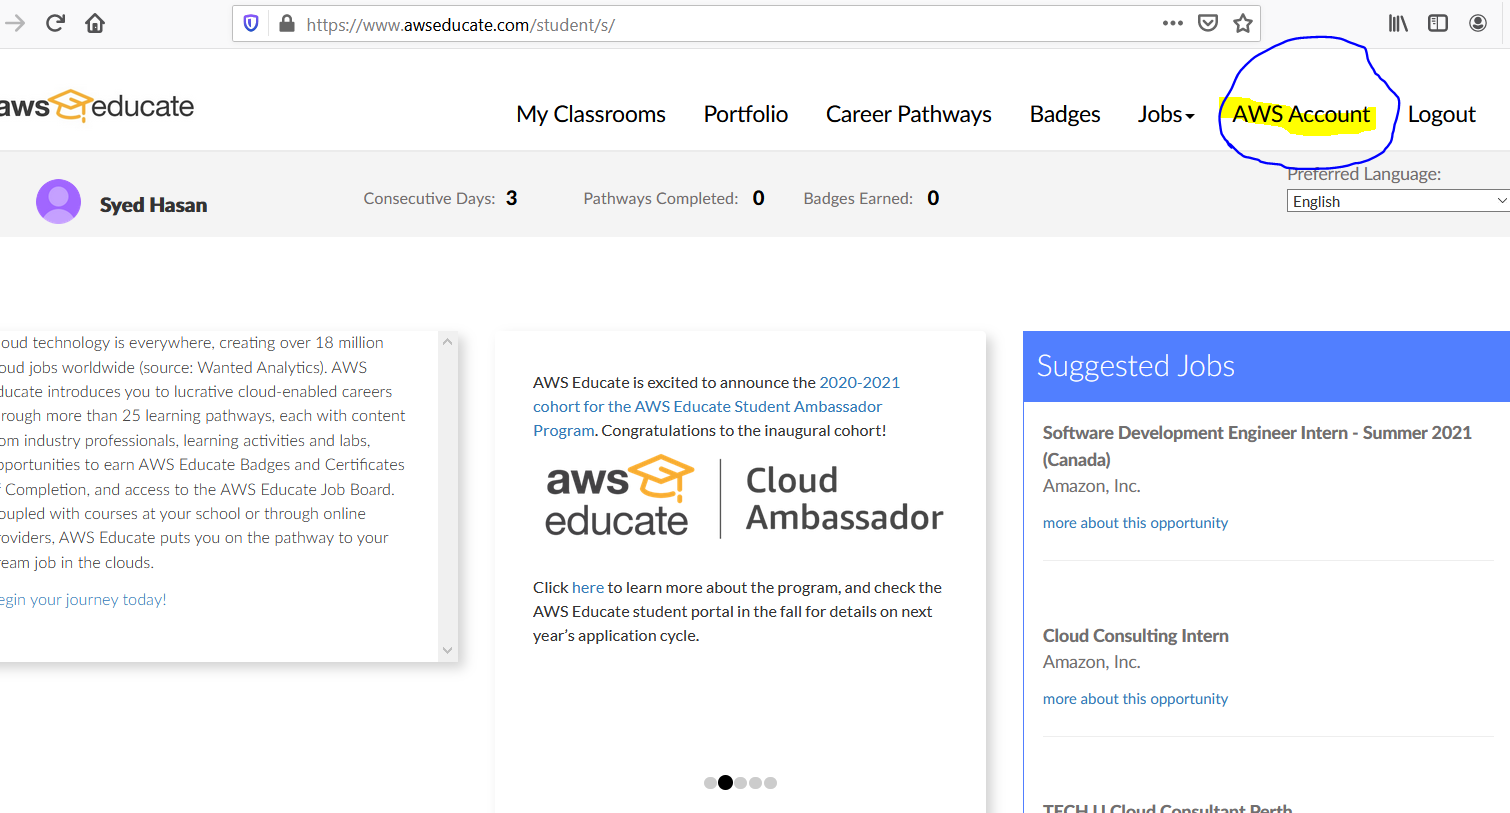 https://www.awseducate.com/student/s/
aws educate
My Classrooms Portfolio Career Pathways Badges Jobs AWS Account Logout
Syed Hasan Consecutive Days: 3 Pathways Completed: 0 Badges Earned: 0
Preferred Language:
English
oud technology is everywhere, creating over 18 million
oud jobs worldwide (source: Wanted Analytics). AWS
ducate introduces you to lucrative cloud-enabled careers
rough more than 25 learning pathways, each with content
om industry professionals, learning activities and labs,
pportunities to earn AWS Educate Badges and Certificates
f Completion, and access to the AWS Educate Job Board.
oupled with courses at your school or through online
roviders, AWS Educate puts you on the pathway to your
ream job in the clouds.
egin your journey today!
AWS Educate is excited to announce the 2020-2021
cohort for the AWS Educate Student Ambassador
Program. Congratulations to the inaugural cohort!
aws educate
Cloud
Ambassador
Click here to learn more about the program, and check the
AWS Educate student portal in the fall for details on next
year's application cycle.
Suggested Jobs
Software Development Engineer Intern - Summer 2021
(Canada)
Amazon, Inc.
more about this opportunity
Cloud Consulting Intern
Amazon, Inc.
more about this opportunity
TECH U Cloud Consultant Perth